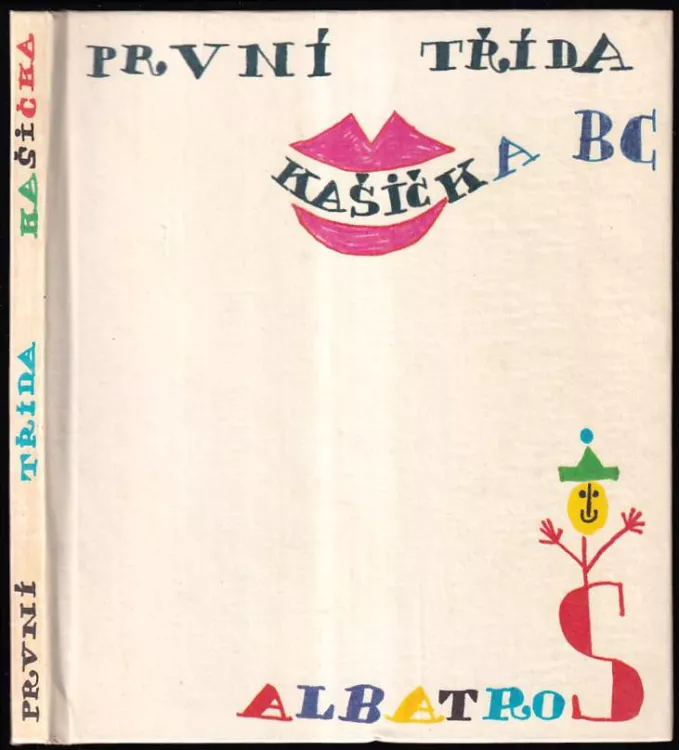 PRVNÍ TŘÍDA KAŠIČKA
PRVNÍ TŘÍDA
KAŠIČKA BC
ALBATROS